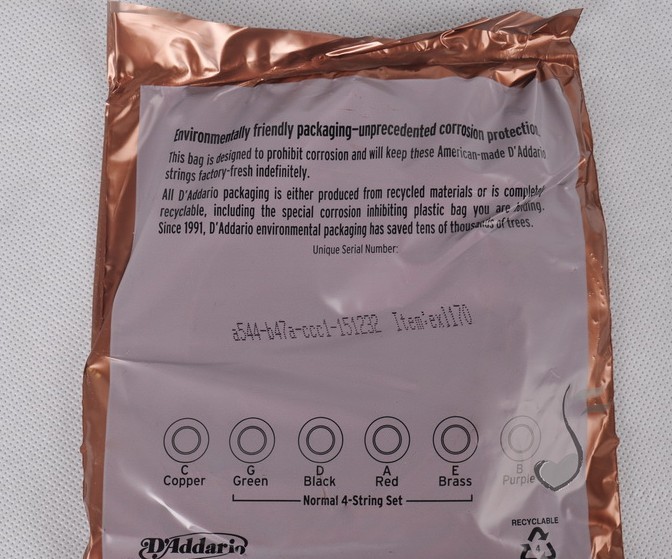 Environmentally friendly packaging–unprecedented corrosion protection
This bag is designed to prohibit corrosion and will keep these American-made D'Addario
strings factory-fresh indefinitely.
All D'Addario packaging is either produced from recycled materials or is complete
recyclable, including the special corrosion inhibiting plastic bag you are
Since 1991, D'Addario environmental packaging has saved tens of thousands of trees.
Unique Serial Number:
a544-b47a-ccc1-151232 Item:exl170
C G D A E B
Copper Green Black Red Brass Purple
Normal 4-String Set
RECYCLABLE
4
D'Addario